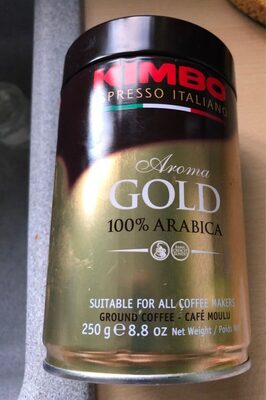 KIMBO
ESPRESSO ITALIANO
Aroma
GOLD
100% ARABICA
SUITABLE FOR ALL COFFEE MAKERS
GROUND COFFEE - CAFÉ MOULU
250 g e 8.8 oz Net Weight / Poids